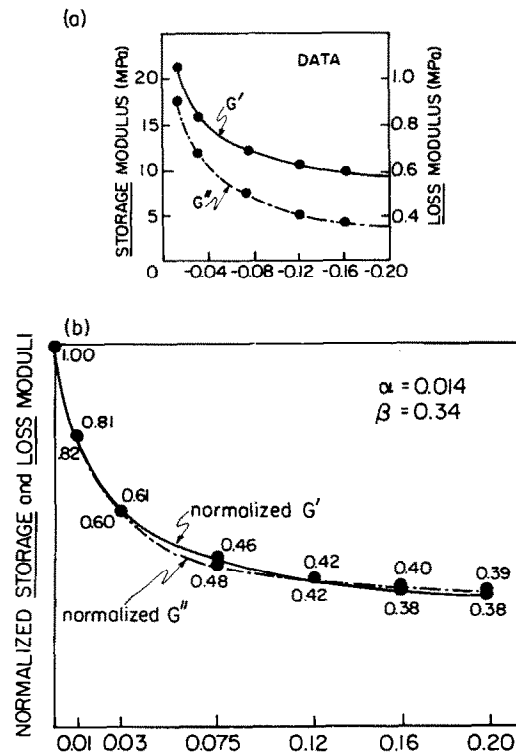 (a)
DATA
STORAGE MODULUS (MPa)
20
15
10
5
0
LOSS MODULUS (MPa)
1.0
0.8
0.6
0.4
G'
G"
-0.04 -0.08 -0.12 -0.16 -0.20
(b)
NORMALIZED STORAGE and LOSS MODULI
α = 0.014
β = 0.34
1.00
0.81
.82
0.61
0.60
normalized G'
0.46
0.48
normalized G"
0.42
0.42
0.40
0.38
0.39
0.38
0.01 0.03 0.075 0.12 0.16 0.20